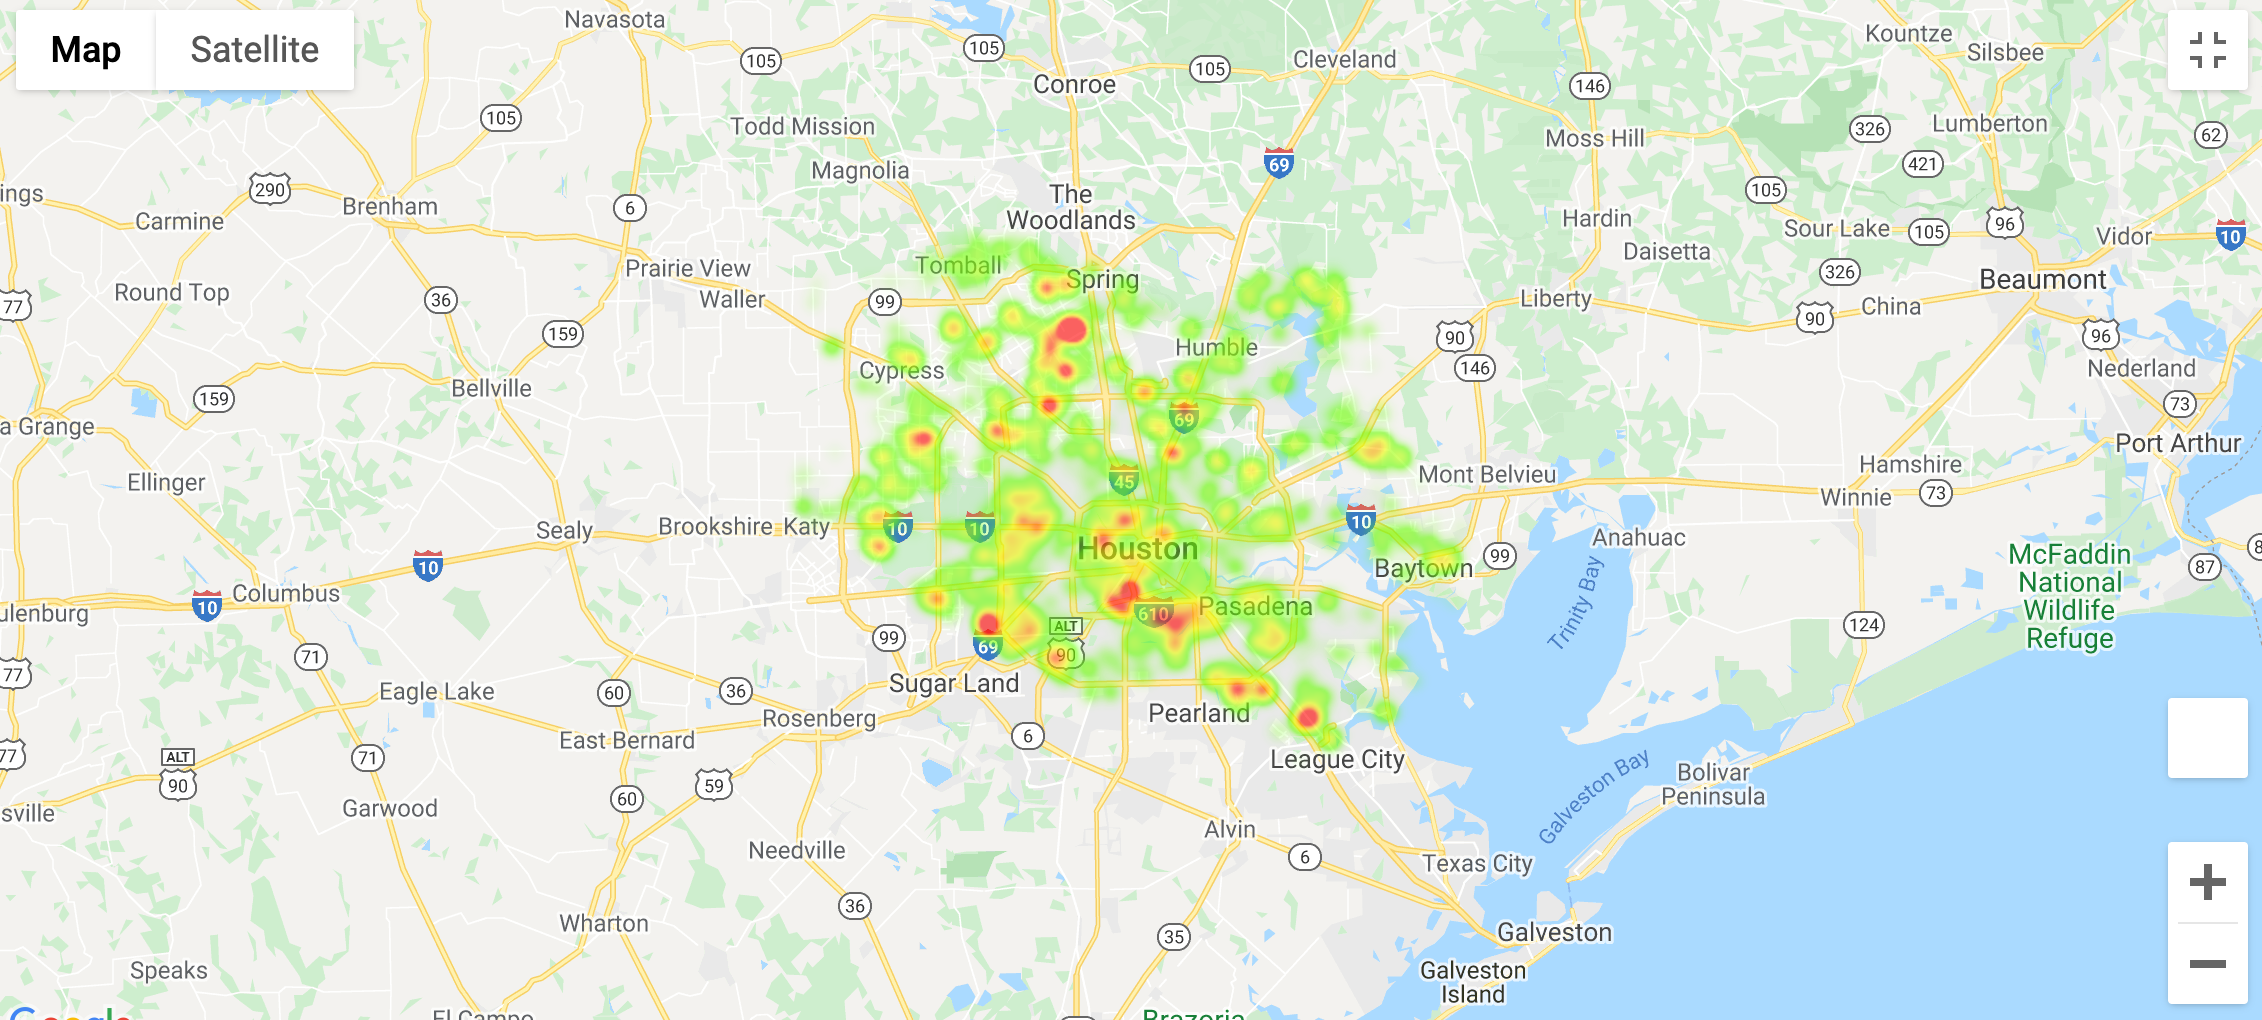 Map
Satellite
Navasota
105
Conroe
105
Cleveland
Kountze
Silsbee
105
146
105
Todd Mission
Moss Hill
326
Lumberton
62
Magnolia
69
421
290
ings
Brenham
6
The
Woodlands
105
Carmine
Hardin
Sour Lake
105
96
Vidor
10
Prairie View
Tomball
Spring
Daisetta
326
Beaumont
77
Round Top
36
Waller
99
Liberty
90
China
159
90
96
Humble
Cypress
146
Nederland
159
Bellville
73
a Grange
69
Port Arthur
45
Mont Belvieu
Hamshire
Ellinger
Winnie
73
Sealy
Brookshire
Katy
10
10
10
Anahuac
Houston
99
McFaddin
National
Wildlife
Refuge
87
8
10
Baytown
10
Columbus
ulenburg
Pasadena
610
Trinity Bay
124
ALT
90
99
69
71
77
Eagle Lake
60
36
Sugar Land
Rosenberg
Pearland
6
East Bernard
77
ALT
90
71
League City
Galveston Bay
Bolivar
Peninsula
59
60
sville
Garwood
Alvin
Needville
6
Texas City
36
Wharton
35
Galveston
Speaks
Galveston
Island
Google
El Campo
Brazoria